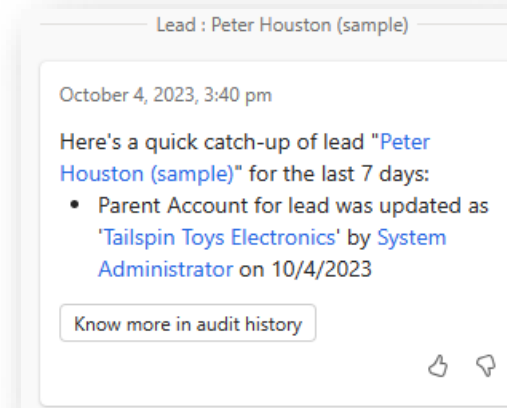 Lead : Peter Houston (sample)
October 4, 2023, 3:40 pm
Here's a quick catch-up of lead "Peter
Houston (sample)" for the last 7 days:
• Parent Account for lead was updated as
'Tailspin Toys Electronics' by System
Administrator on 10/4/2023
Know more in audit history